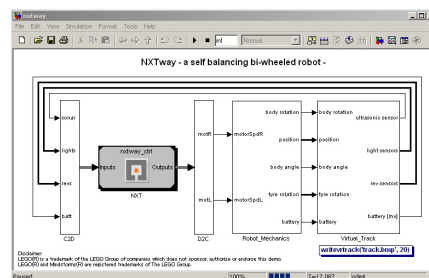 nxtway
File Edit View Simulation Format Tools Help
inf Normal
NXTway - a self balancing bi-wheeled robot -
sonar
lights
revs
batt
C2D
nxtway_ctrl
Inputs Outputs
NXT
motR
motL
D2C
motorSpdR
motorSpdL
body rotation
position
body angle
tyre rotation
battery
Robot_Mechanics
body rotation
position
body angle
tyre rotation
battery
ultrasonic sensor
light sensors
rev sensors
battery [mv]
Virtual_Track
writevrtrack('track.bmp', 20)
Disclaimer:
LEGO(R) is a trademark of the LEGO Group of companies which does not sponsor, authorize or endorse this demo.
LEGO(R) and Mindstorms(R) are registered trademarks of The LEGO Group.
Paused 100% T=17.087